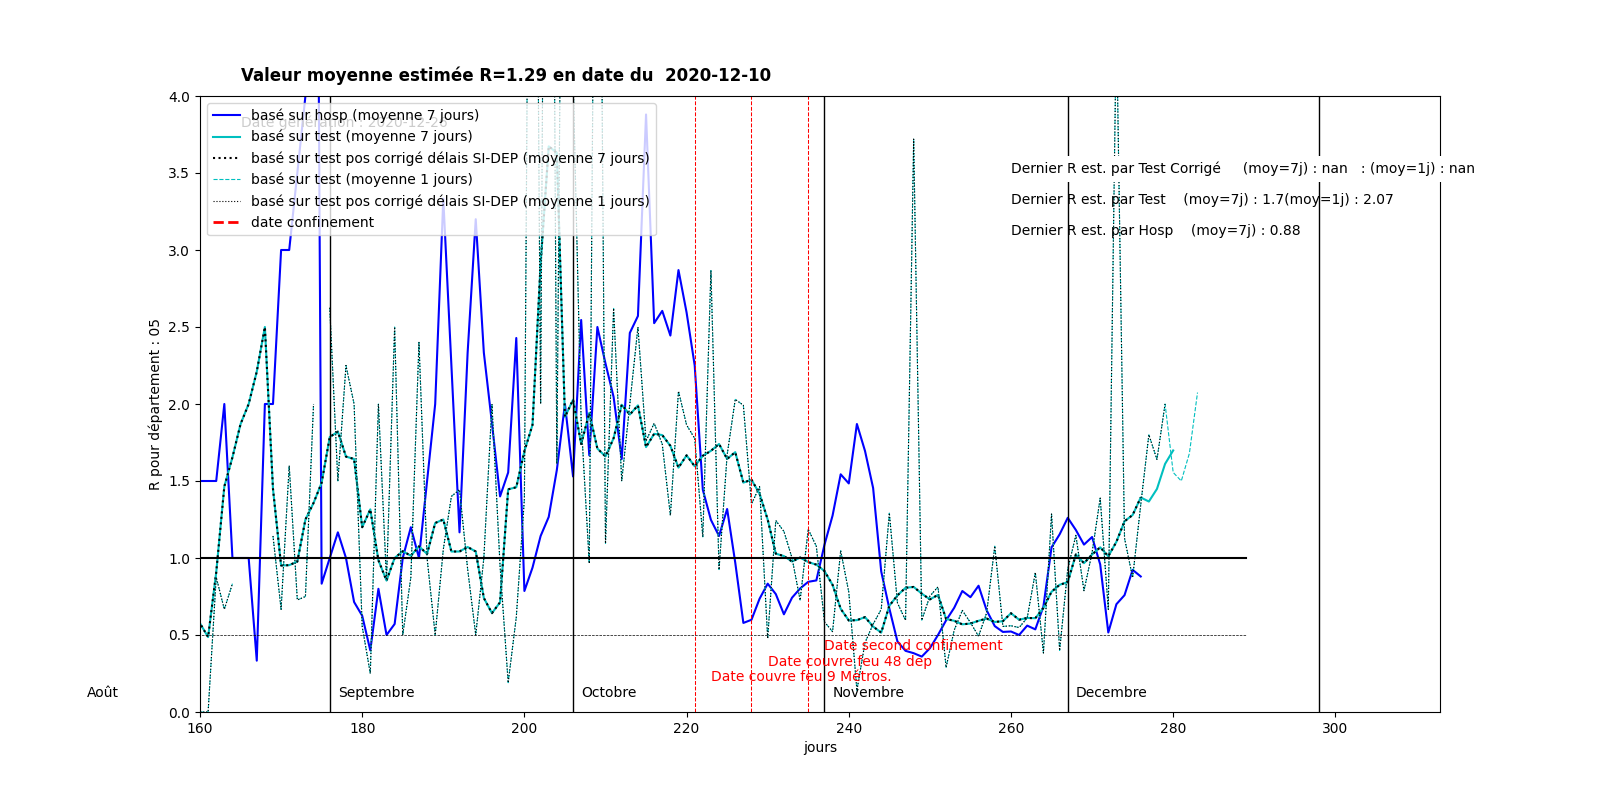 Valeur moyenne estimée R=1.29 en date du  2020-12-10
4.0
3.5
3.0
2.5
2.0
1.5
1.0
0.5
0.0
R pour département : 05
basé sur hosp (moyenne 7 jours)
basé sur test (moyenne 7 jours)
basé sur test pos corrigé délais SI-DEP (moyenne 7 jours)
basé sur test (moyenne 1 jours)
basé sur test pos corrigé délais SI-DEP (moyenne 1 jours)
date confinement
Dernier R est. par Test Corrigé     (moy=7j) : nan   : (moy=1j) : nan
Dernier R est. par Test    (moy=7j) : 1.7(moy=1j) : 2.07
Dernier R est. par Hosp    (moy=7j) : 0.88
Date second confinement
Date couvre feu 48 dep
Date couvre feu 9 Métros.
Août
Septembre
Octobre
Novembre
Decembre
160
180
200
220
240
260
280
300
jours